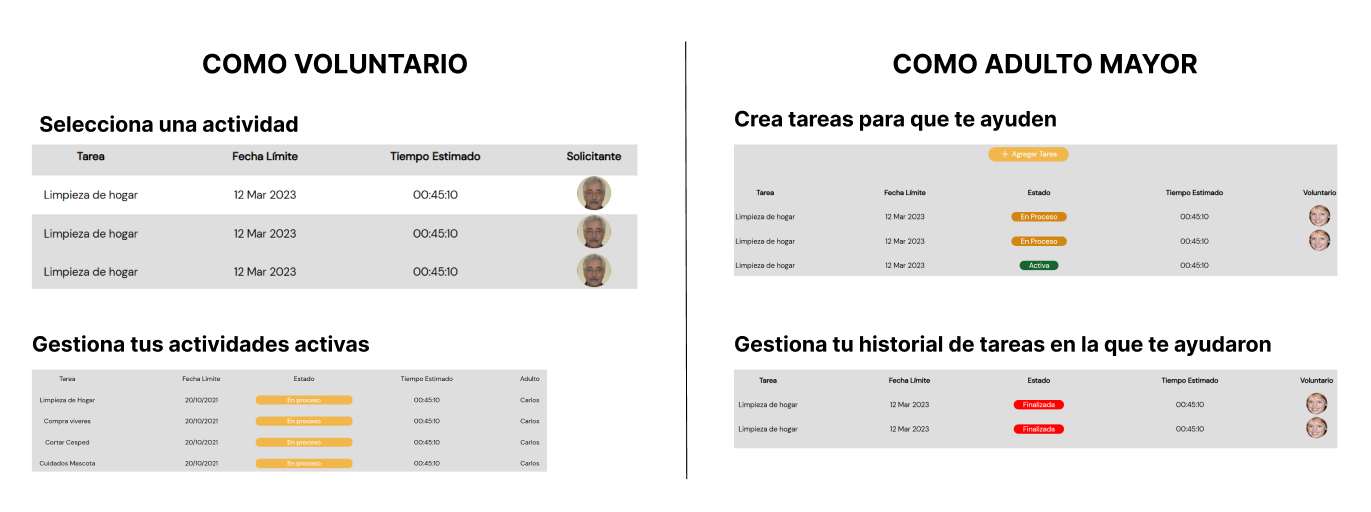 COMO VOLUNTARIO
Selecciona una actividad
Tarea Fecha Límite Tiempo Estimado Solicitante
Limpieza de hogar 12 Mar 2023 00:45:10
Limpieza de hogar 12 Mar 2023 00:45:10
Limpieza de hogar 12 Mar 2023 00:45:10
Gestiona tus actividades activas
Tarea Fecha Límite Estado Tiempo Estimado Adulto
Limpieza de Hogar 20/10/2021 En proceso 00:45:10 Carlos
Compra viveres 20/10/2021 En proceso 00:45:10 Carlos
Cortar Cesped 20/10/2021 En proceso 00:45:10 Carlos
Cuidados Mascota 20/10/2021 En proceso 00:45:10 Carlos
COMO ADULTO MAYOR
Crea tareas para que te ayuden
+ Agregar Tarea
Tarea Fecha Límite Estado Tiempo Estimado Voluntario
Limpieza de hogar 12 Mar 2023 En Proceso 00:45:10
Limpieza de hogar 12 Mar 2023 En Proceso 00:45:10
Limpieza de hogar 12 Mar 2023 Activa 00:45:10
Gestiona tu historial de tareas en la que te ayudaron
Tarea Fecha Límite Estado Tiempo Estimado Voluntario
Limpieza de hogar 12 Mar 2023 Finalizada 00:45:10
Limpieza de hogar 12 Mar 2023 Finalizada 00:45:10